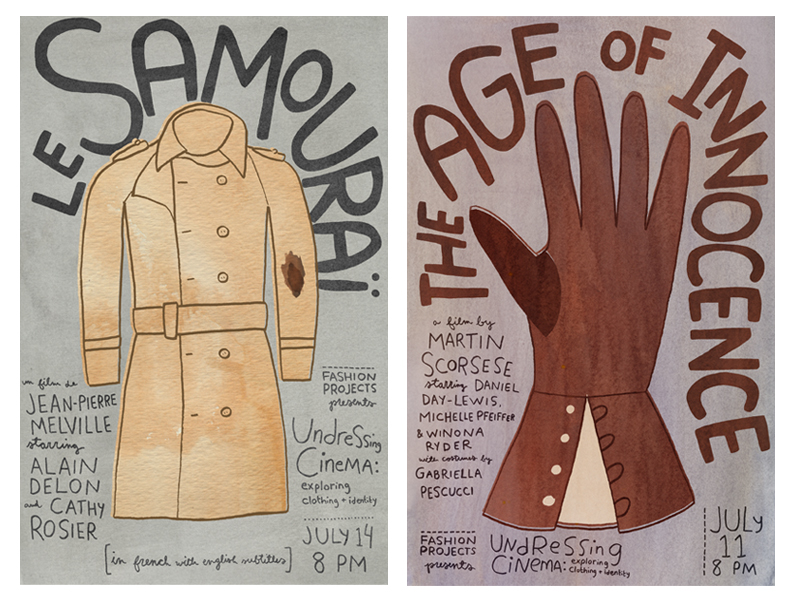 LE SAMOURAÏ
un film de
JEAN-PIERRE
MELVILLE
starring
ALAIN
DELON
and CATHY
ROSIER
FASHION
PROJECTS
presents
UndreSSing
CineMA:
exploring
clothing + identity
JULY 14
8 PM
[in french with english subtitles]
THE AGE OF INNOCENCE
a film by
MARTIN
SCORSESE
starring DANIEL
DAY-LEWIS,
MICHELLE PFEIFFER
& WINONA
RYDER
with costumes by
GABRIELLA
PESCUCCI
FASHION
PROJECTS
presents
UNdReSSing
CiNeMA: exploring
clothing + identity
JULY
11
8 PM